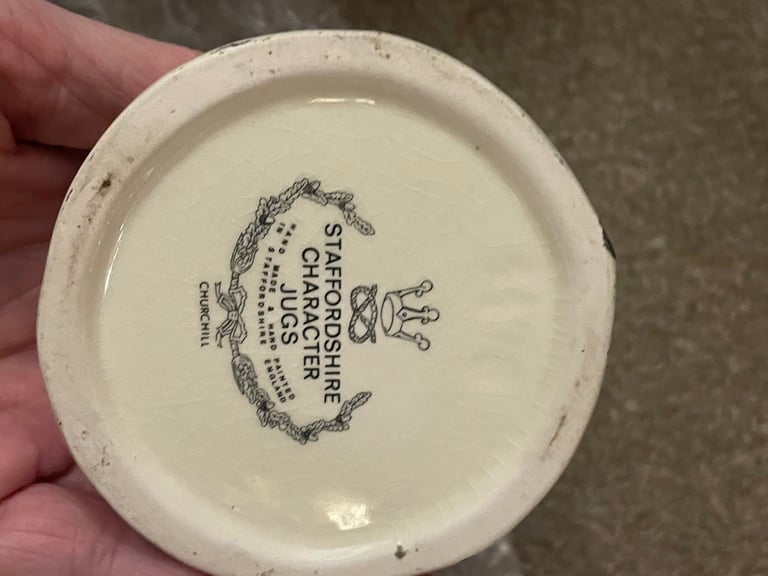 STAFFORDSHIRE
CHARACTER
JUGS
HAND MADE & HAND PAINTED
IN STAFFORDSHIRE ENGLAND
CHURCHILL